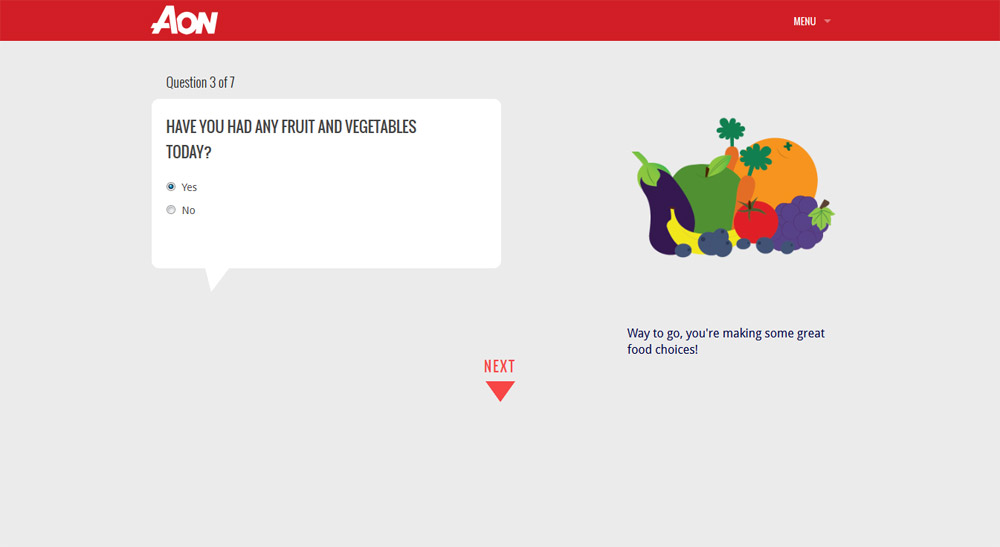 AON
MENU
Question 3 of 7
HAVE YOU HAD ANY FRUIT AND VEGETABLES
TODAY?
Yes
No
Way to go, you're making some great
food choices!
NEXT